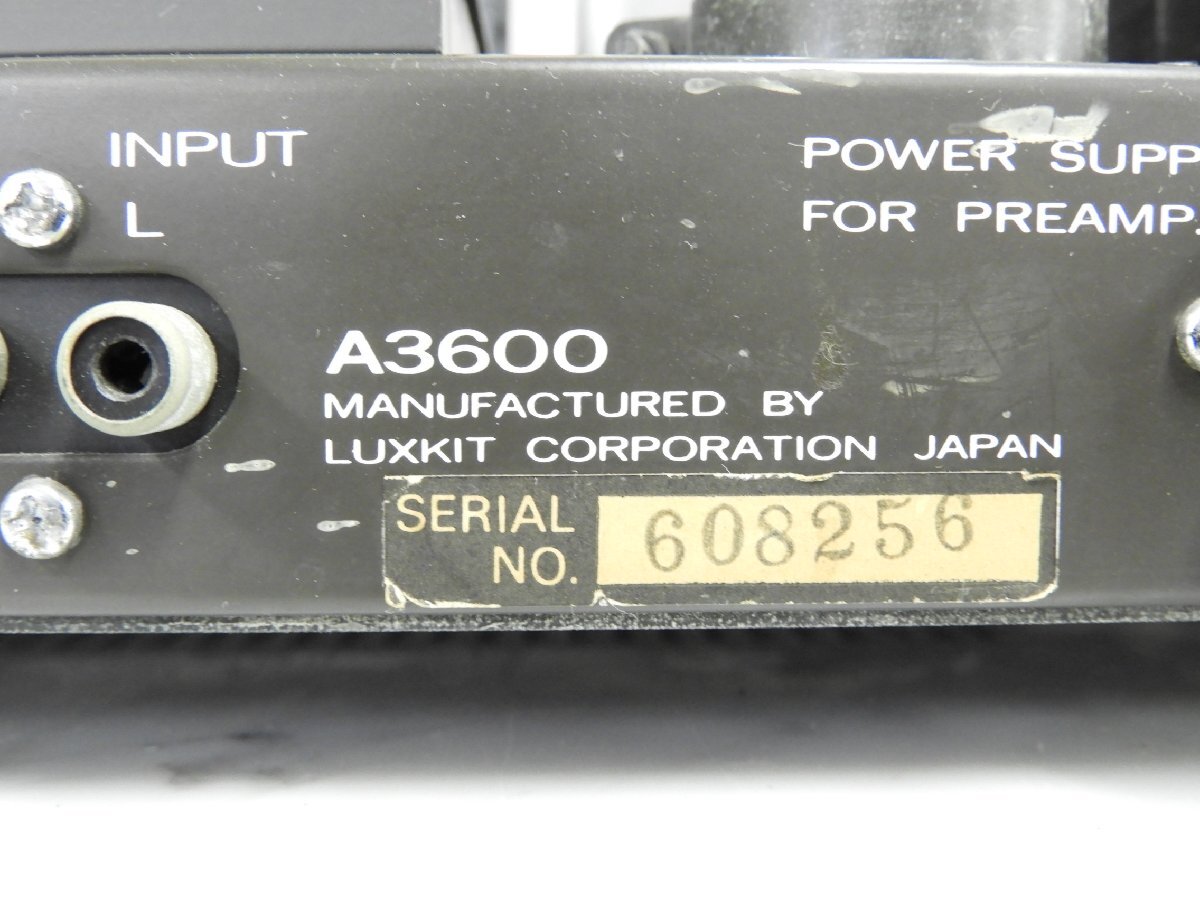 INPUT
L
POWER SUPP
FOR PREAMP.
A3600
MANUFACTURED BY
LUXKIT CORPORATION JAPAN
SERIAL
NO. 608256